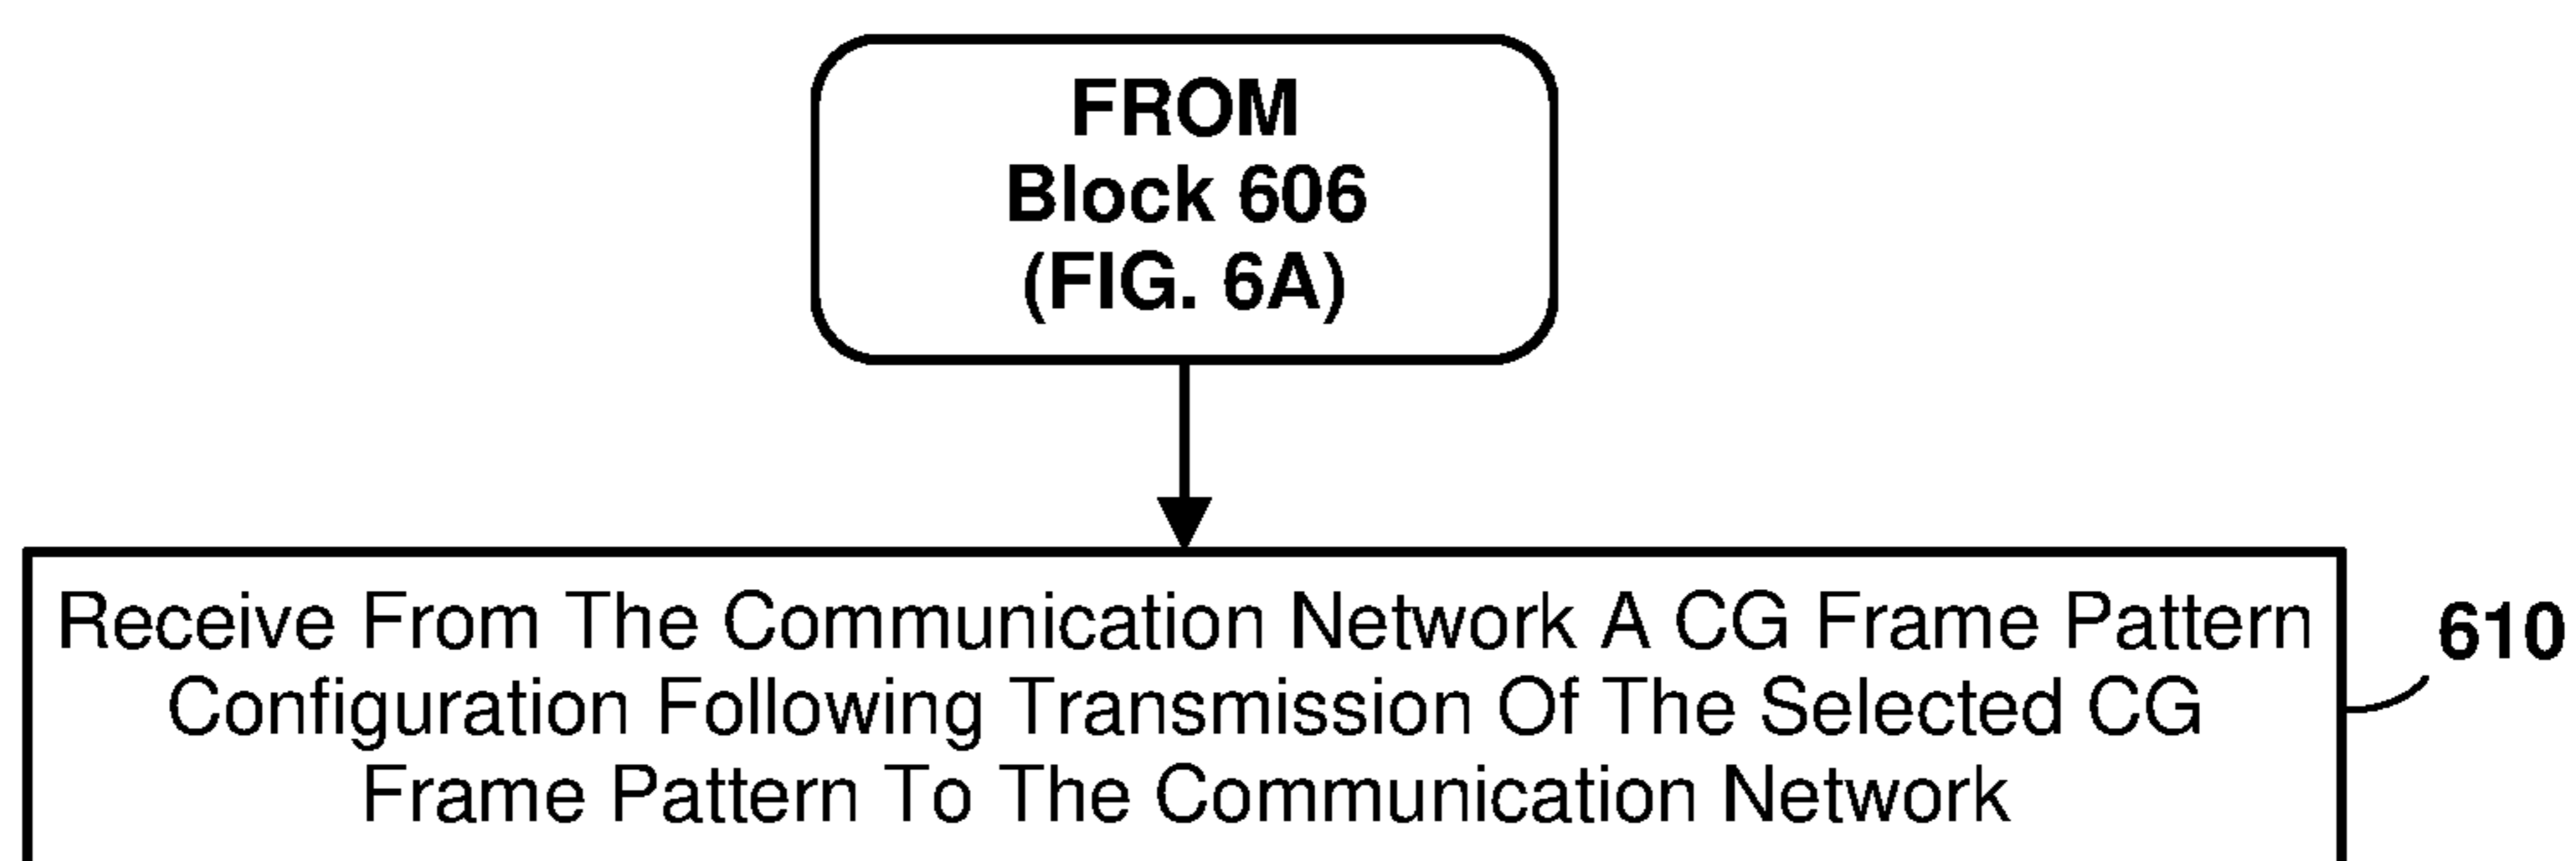 FROM
Block 606
(FIG. 6A)
Receive From The Communication Network A CG Frame Pattern
Configuration Following Transmission Of The Selected CG
Frame Pattern To The Communication Network
610